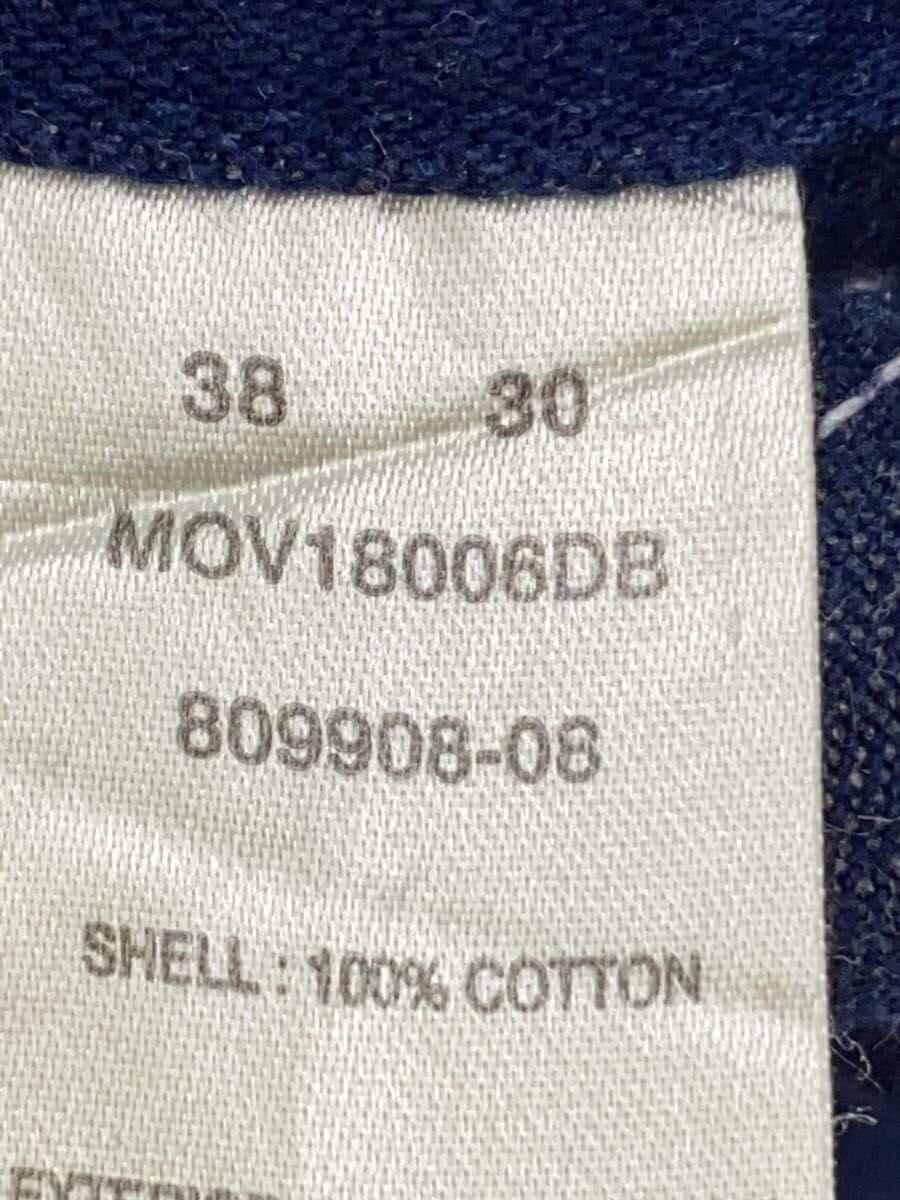 38 30
MOV18006DB
809908-08
SHELL : 100% COTTON